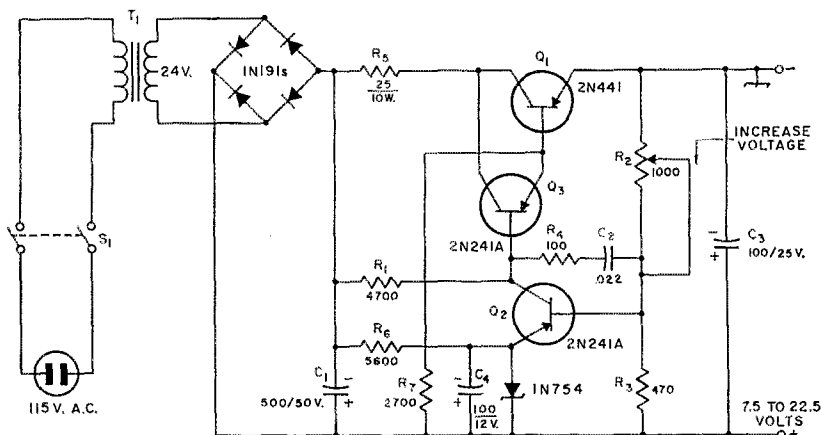 T1
24V.
1N191s
R5
25
10W.
Q1
2N441
-
INCREASE
VOLTAGE
R2
1000
Q3
2N241A
R4
100
C2
.022
-
+
C3
100/25V.
S1
R1
4700
Q2
2N241A
R6
5600
115V. A.C.
C1
500/50V.
-
+
R7
2700
C4
100
12V.
-
+
1N754
R3
470
7.5 TO 22.5
VOLTS
+